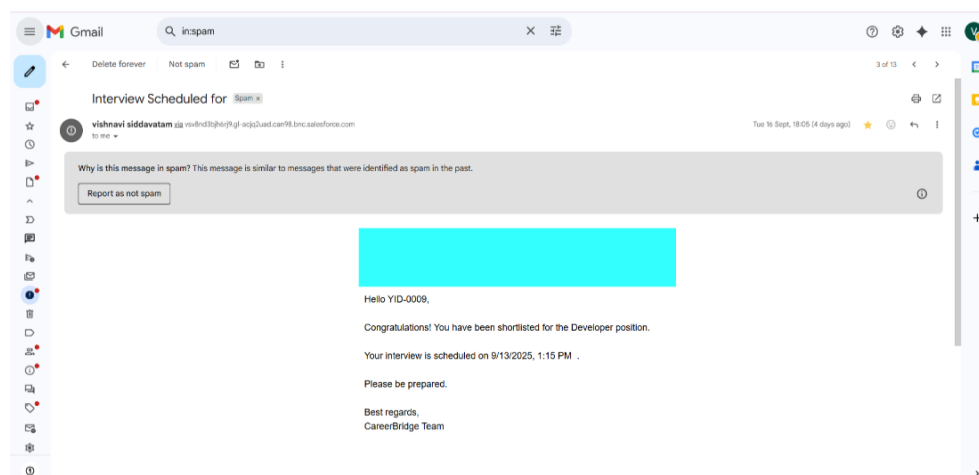 Gmail
in:spam
Delete forever
Not spam
3 of 13
Interview Scheduled for
Spam x
vishnavi siddavatam via vsv8nd3bjh6rj9.gl-acjq2uad.can98.bnc.salesforce.com
Tue 16 Sept, 18:05 (4 days ago)
to me
Why is this message in spam? This message is similar to messages that were identified as spam in the past.
Report as not spam
Hello YID-0009,
Congratulations! You have been shortlisted for the Developer position.
Your interview is scheduled on 9/13/2025, 1:15 PM .
Please be prepared.
Best regards,
CareerBridge Team